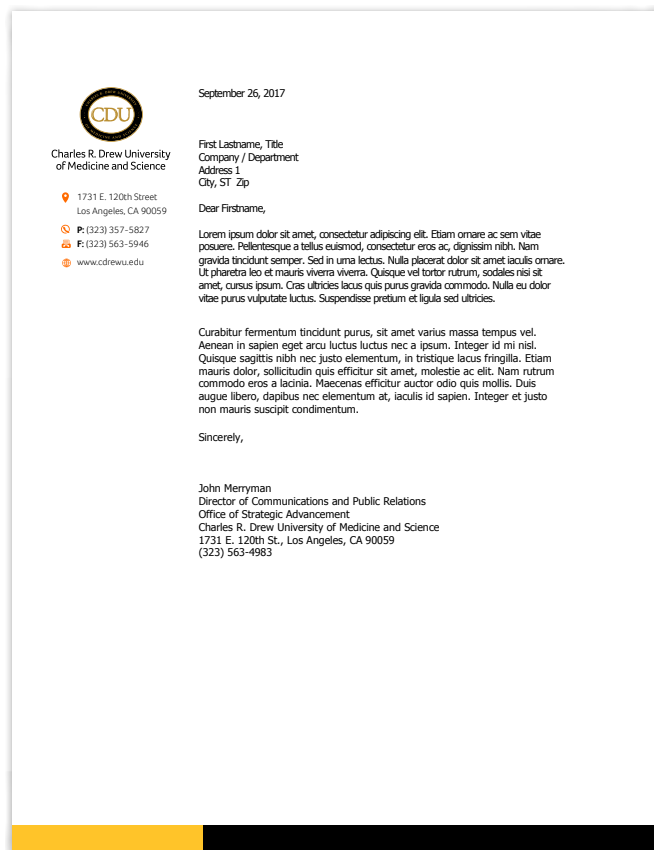 CDU
Charles R. Drew University
of Medicine and Science
1731 E. 120th Street
Los Angeles, CA 90059
P: (323) 357-5827
F: (323) 563-5946
www.cdrewu.edu
September 26, 2017
First Lastname, Title
Company / Department
Address 1
City, ST  Zip
Dear Firstname,
Lorem ipsum dolor sit amet, consectetur adipiscing elit. Etiam ornare ac sem vitae
posuere. Pellentesque a tellus euismod, consectetur eros ac, dignissim nibh. Nam
gravida tincidunt semper. Sed in urna lectus. Nulla placerat dolor sit amet iaculis ornare.
Ut pharetra leo et mauris viverra viverra. Quisque vel tortor rutrum, sodales nisi sit
amet, cursus ipsum. Cras ultricies lacus quis purus gravida commodo. Nulla eu dolor
vitae purus vulputate luctus. Suspendisse pretium et ligula sed ultricies.
Curabitur fermentum tincidunt purus, sit amet varius massa tempus vel.
Aenean in sapien eget arcu luctus luctus nec a ipsum. Integer id mi nisl.
Quisque sagittis nibh nec justo elementum, in tristique lacus fringilla. Etiam
mauris dolor, sollicitudin quis efficitur sit amet, molestie ac elit. Nam rutrum
commodo eros a lacinia. Maecenas efficitur auctor odio quis mollis. Duis
augue libero, dapibus nec elementum at, iaculis id sapien. Integer et justo
non mauris suscipit condimentum.
Sincerely,
John Merryman
Director of Communications and Public Relations
Office of Strategic Advancement
Charles R. Drew University of Medicine and Science
1731 E. 120th St., Los Angeles, CA 90059
(323) 563-4983